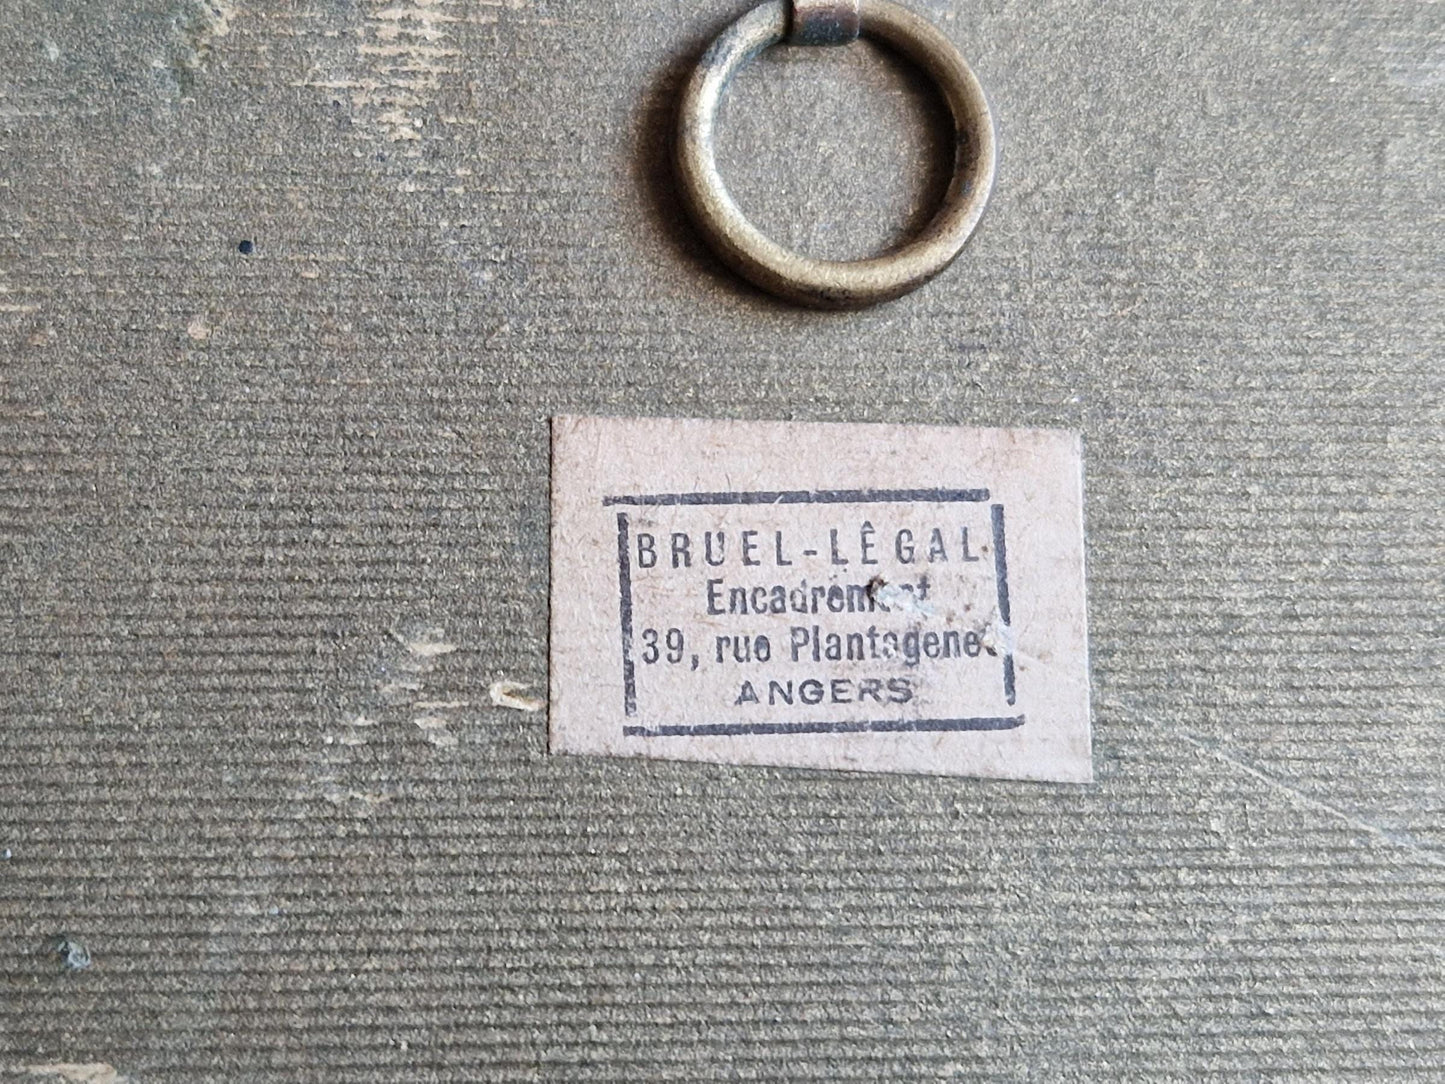 BRUEL-LÊGAL
Encadrement
39, rue Plantagenet
ANGERS